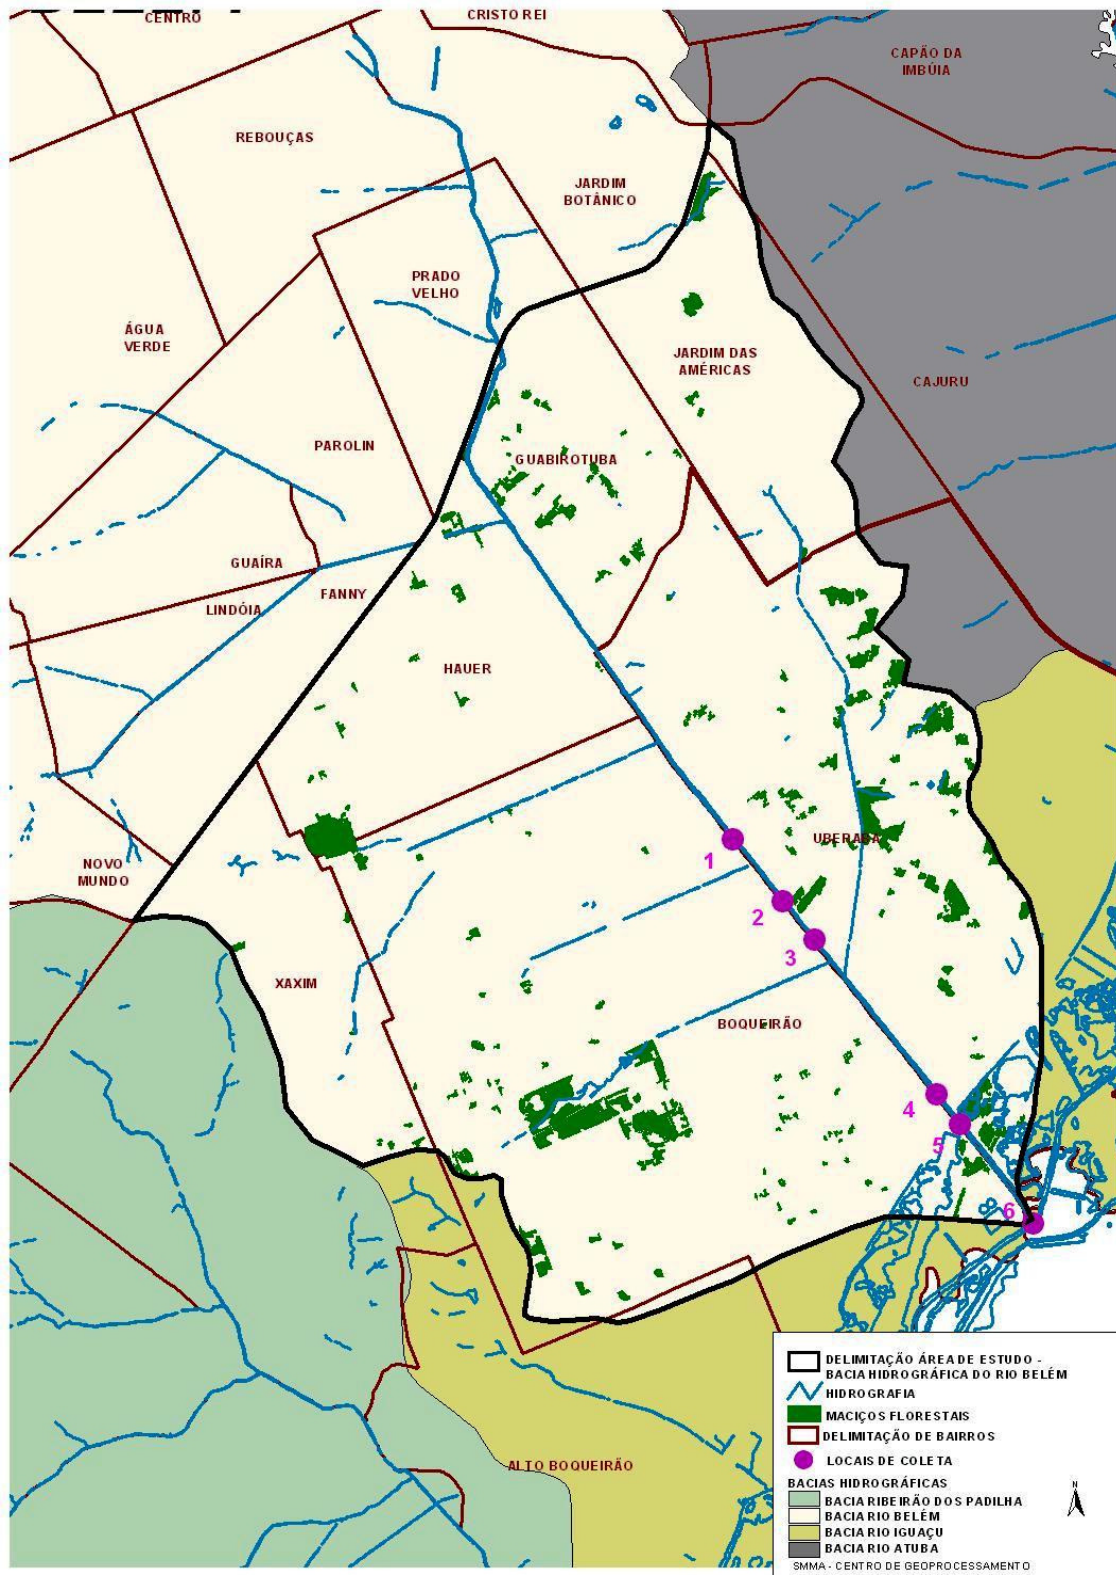 CENTRO
CRISTO REI
CAPÃO DA
IMBÚIA
REBOUÇAS
JARDIM
BOTÂNICO
PRADO
VELHO
ÁGUA
VERDE
JARDIM DAS
AMÉRICAS
CAJURU
PAROLIN
GUABIROTUBA
GUAÍRA
FANNY
LINDÓIA
HAUER
UBERABA
1
NOVO
MUNDO
2
3
XAXIM
BOQUEIRÃO
4
5
6
ALTO BOQUEIRÃO
DELIMITAÇÃO ÁREA DE ESTUDO -
BACIA HIDROGRÁFICA DO RIO BELÉM
HIDROGRAFIA
MACIÇOS FLORESTAIS
DELIMITAÇÃO DE BAIRROS
LOCAIS DE COLETA
BACIAS HIDROGRÁFICAS
BACIA RIBEIRÃO DOS PADILHA
BACIA RIO BELÉM
BACIA RIO IGUAÇU
BACIA RIO ATUBA
N
SMMA - CENTRO DE GEOPROCESSAMENTO